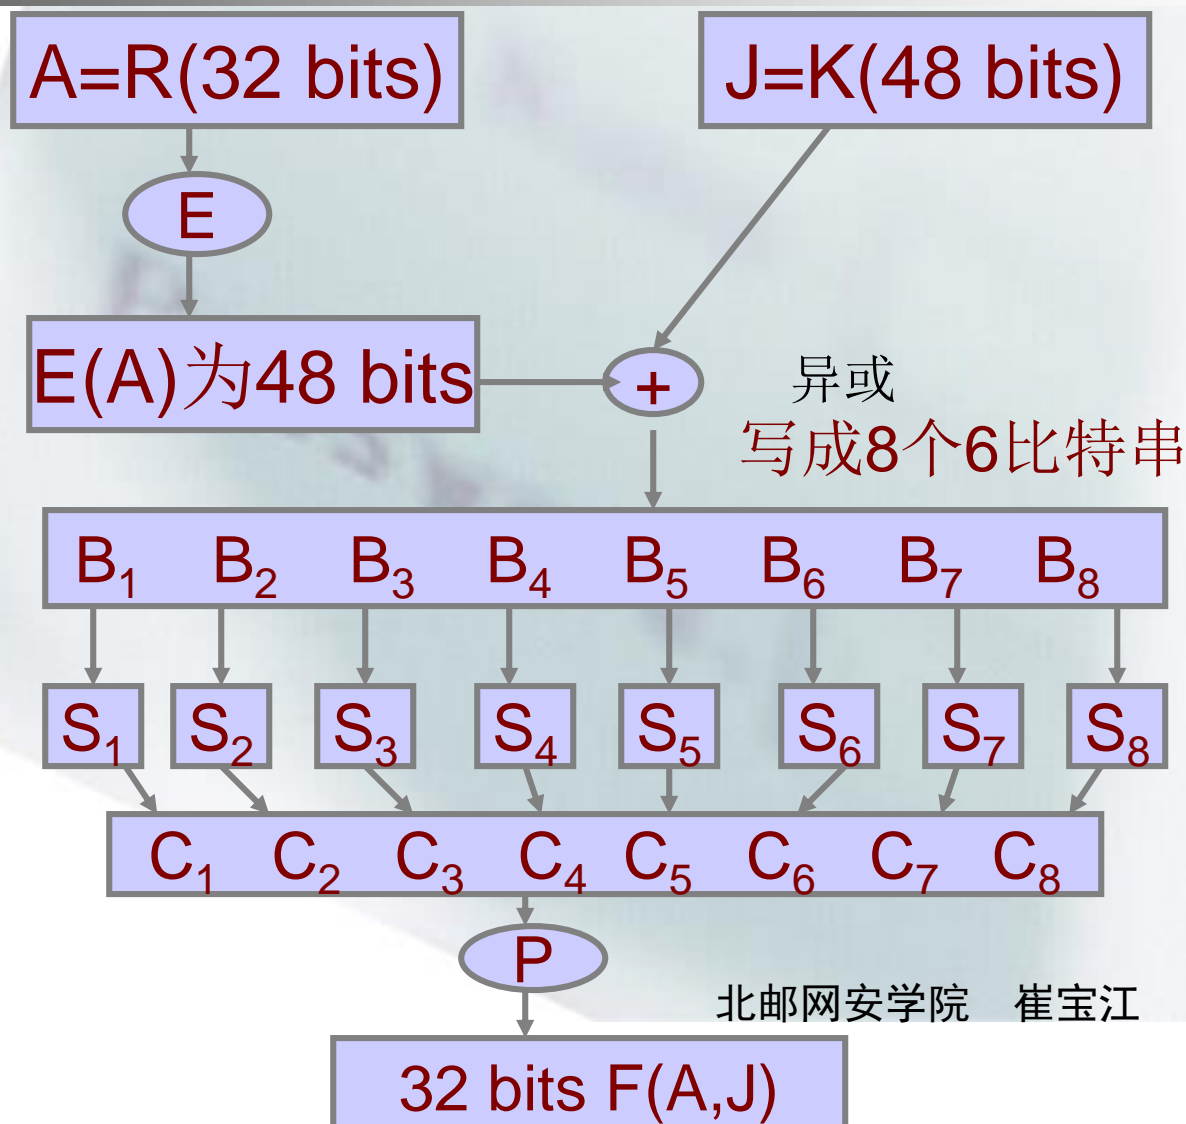 A=R(32 bits)
J=K(48 bits)
E
E(A)为48 bits
+
异或
写成8个6比特串
B₁ B₂ B₃ B₄ B₅ B₆ B₇ B₈
S₁ S₂ S₃ S₄ S₅ S₆ S₇ S₈
C₁ C₂ C₃ C₄ C₅ C₆ C₇ C₈
P
北邮网安学院 崔宝江
32 bits F(A,J)